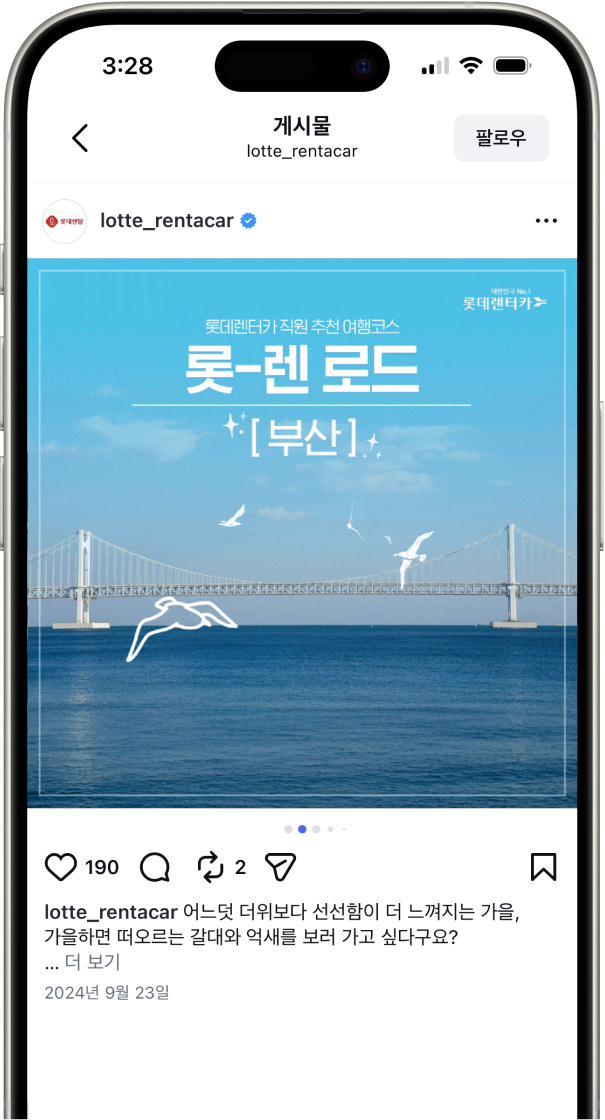 3:28
게시물
lotte_rentacar
팔로우
롯데렌탈
lotte_rentacar
대한민국 No.1
롯데렌터카
롯데렌터카 직원 추천 여행코스
롯-렌 로드
[부산]
190
2
lotte_rentacar 어느덧 더위보다 선선함이 더 느껴지는 가을,
가을하면 떠오르는 갈대와 억새를 보러 가고 싶다구요?
... 더 보기
2024년 9월 23일